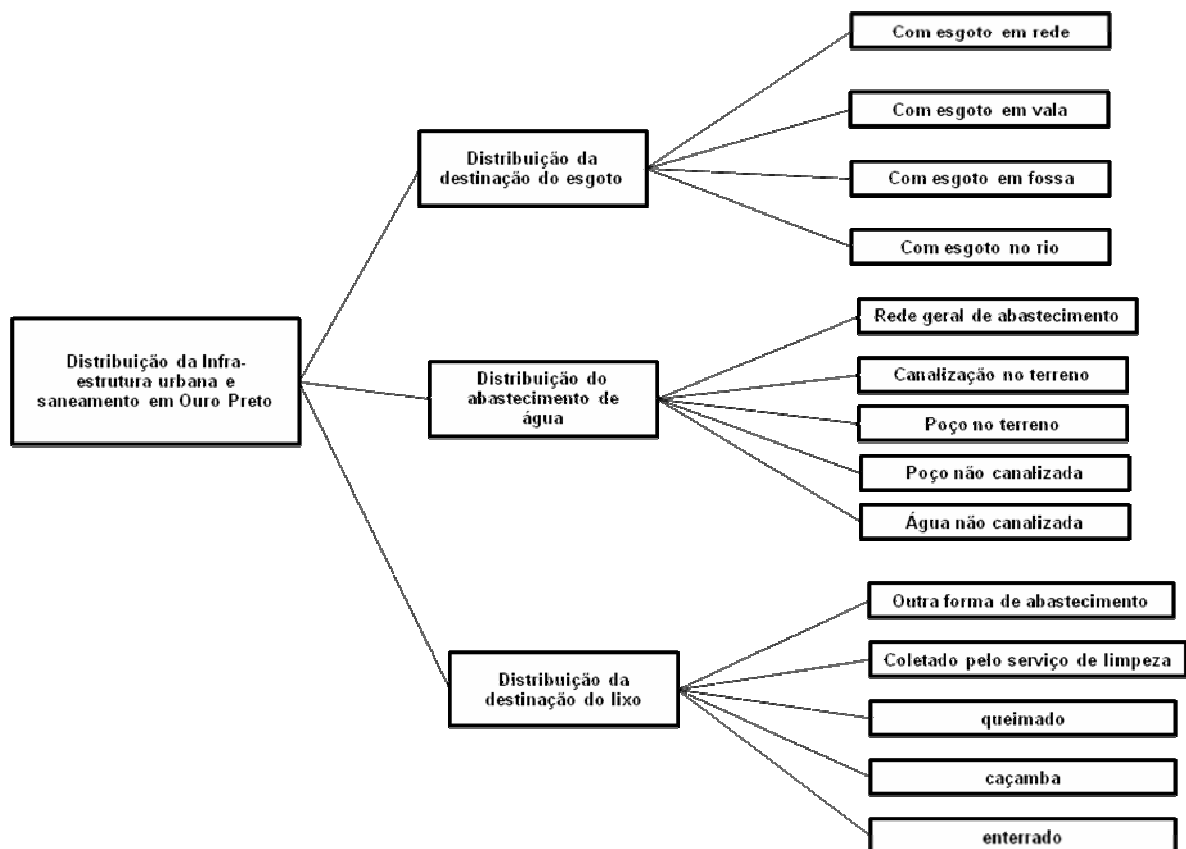 Distribuição da Infra-
estrutura urbana e
saneamento em Ouro Preto
Distribuição da
destinação do esgoto
Com esgoto em rede
Com esgoto em vala
Com esgoto em fossa
Com esgoto no rio
Distribuição do
abastecimento de
água
Rede geral de abastecimento
Canalização no terreno
Poço no terreno
Poço não canalizada
Água não canalizada
Distribuição da
destinação do lixo
Outra forma de abastecimento
Coletado pelo serviço de limpeza
queimado
caçamba
enterrado